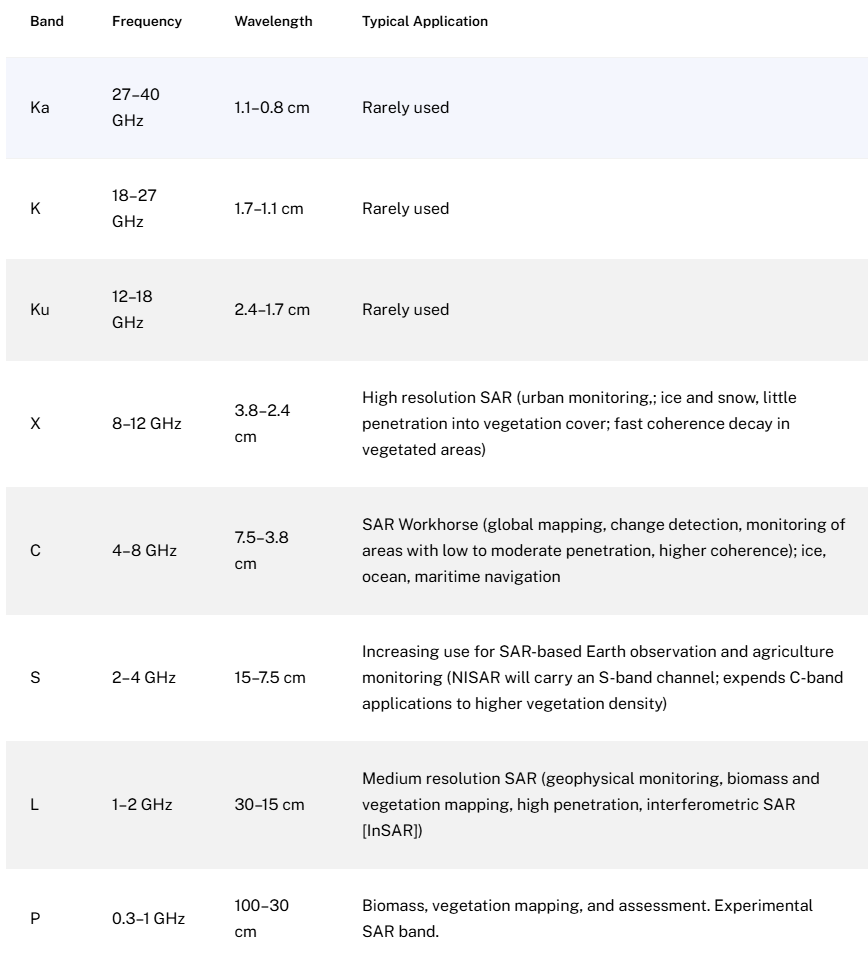 Band Frequency Wavelength Typical Application
Ka 27–40 GHz 1.1–0.8 cm Rarely used
K 18–27 GHz 1.7–1.1 cm Rarely used
Ku 12–18 GHz 2.4–1.7 cm Rarely used
X 8–12 GHz 3.8–2.4 cm High resolution SAR (urban monitoring,; ice and snow, little
penetration into vegetation cover; fast coherence decay in
vegetated areas)
C 4–8 GHz 7.5–3.8 cm SAR Workhorse (global mapping, change detection, monitoring of
areas with low to moderate penetration, higher coherence); ice,
ocean, maritime navigation
S 2–4 GHz 15–7.5 cm Increasing use for SAR-based Earth observation and agriculture
monitoring (NISAR will carry an S-band channel; expends C-band
applications to higher vegetation density)
L 1–2 GHz 30–15 cm Medium resolution SAR (geophysical monitoring, biomass and
vegetation mapping, high penetration, interferometric SAR
[InSAR])
P 0.3–1 GHz 100–30 cm Biomass, vegetation mapping, and assessment. Experimental
SAR band.